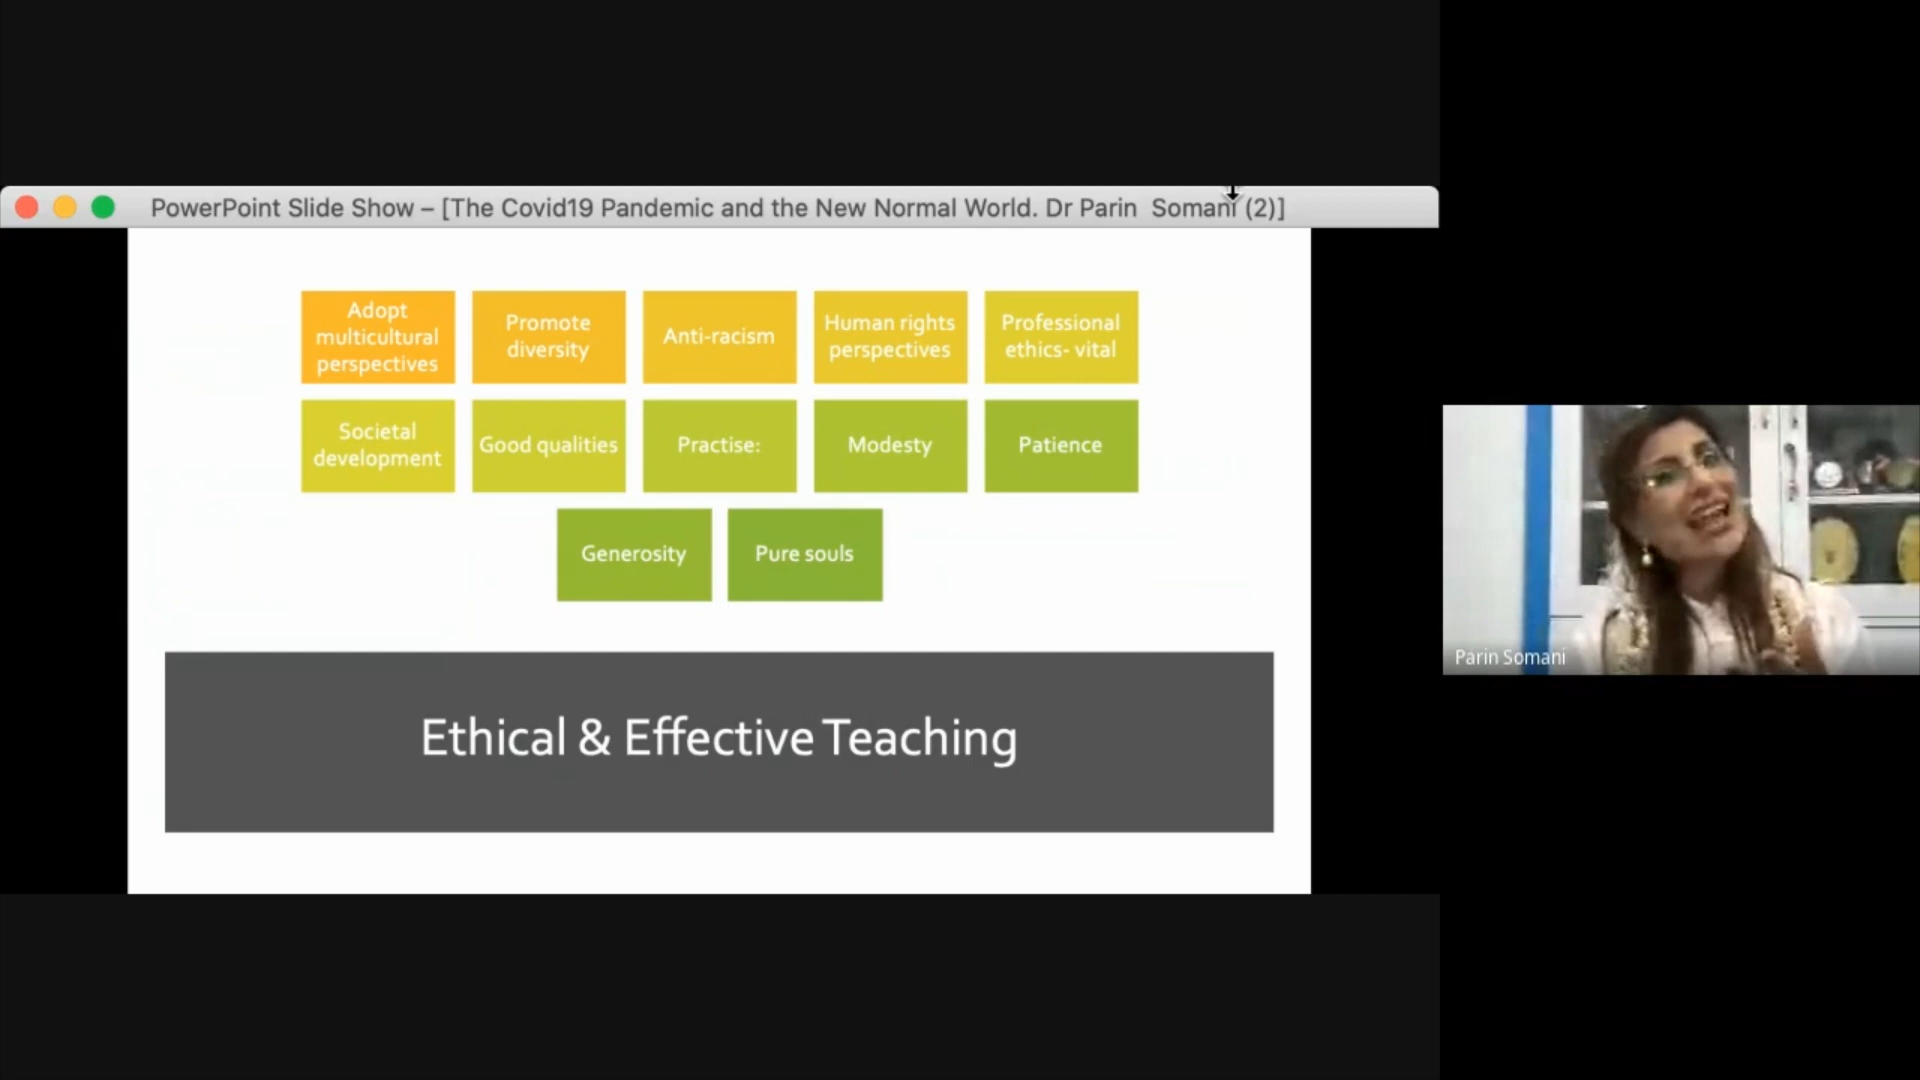 PowerPoint Slide Show – [The Covid19 Pandemic and the New Normal World. Dr Parin  Somani (2)]
Adopt
multicultural
perspectives
Promote
diversity
Anti-racism
Human rights
perspectives
Professional
ethics- vital
Societal
development
Good qualities
Practise:
Modesty
Patience
Generosity
Pure souls
Ethical & Effective Teaching
Parin Somani